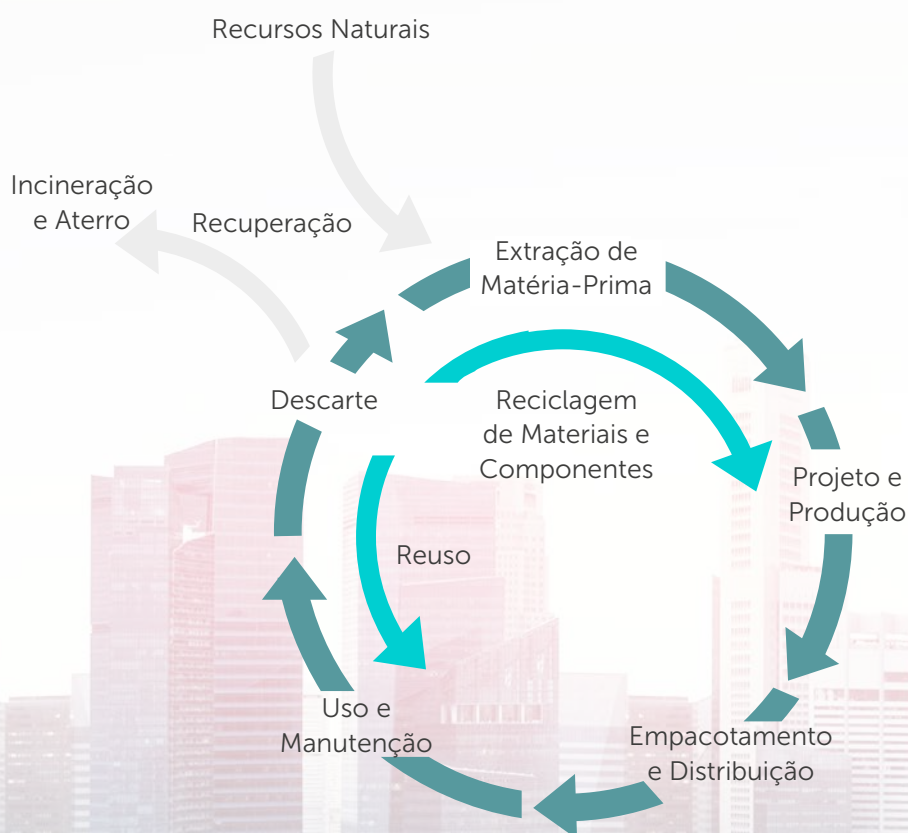 Recursos Naturais
Incineração
e Aterro
Recuperação
Extração de
Matéria-Prima
Descarte
Reciclagem
de Materiais e
Componentes
Projeto e
Produção
Reuso
Uso e
Manutenção
Empacotamento
e Distribuição